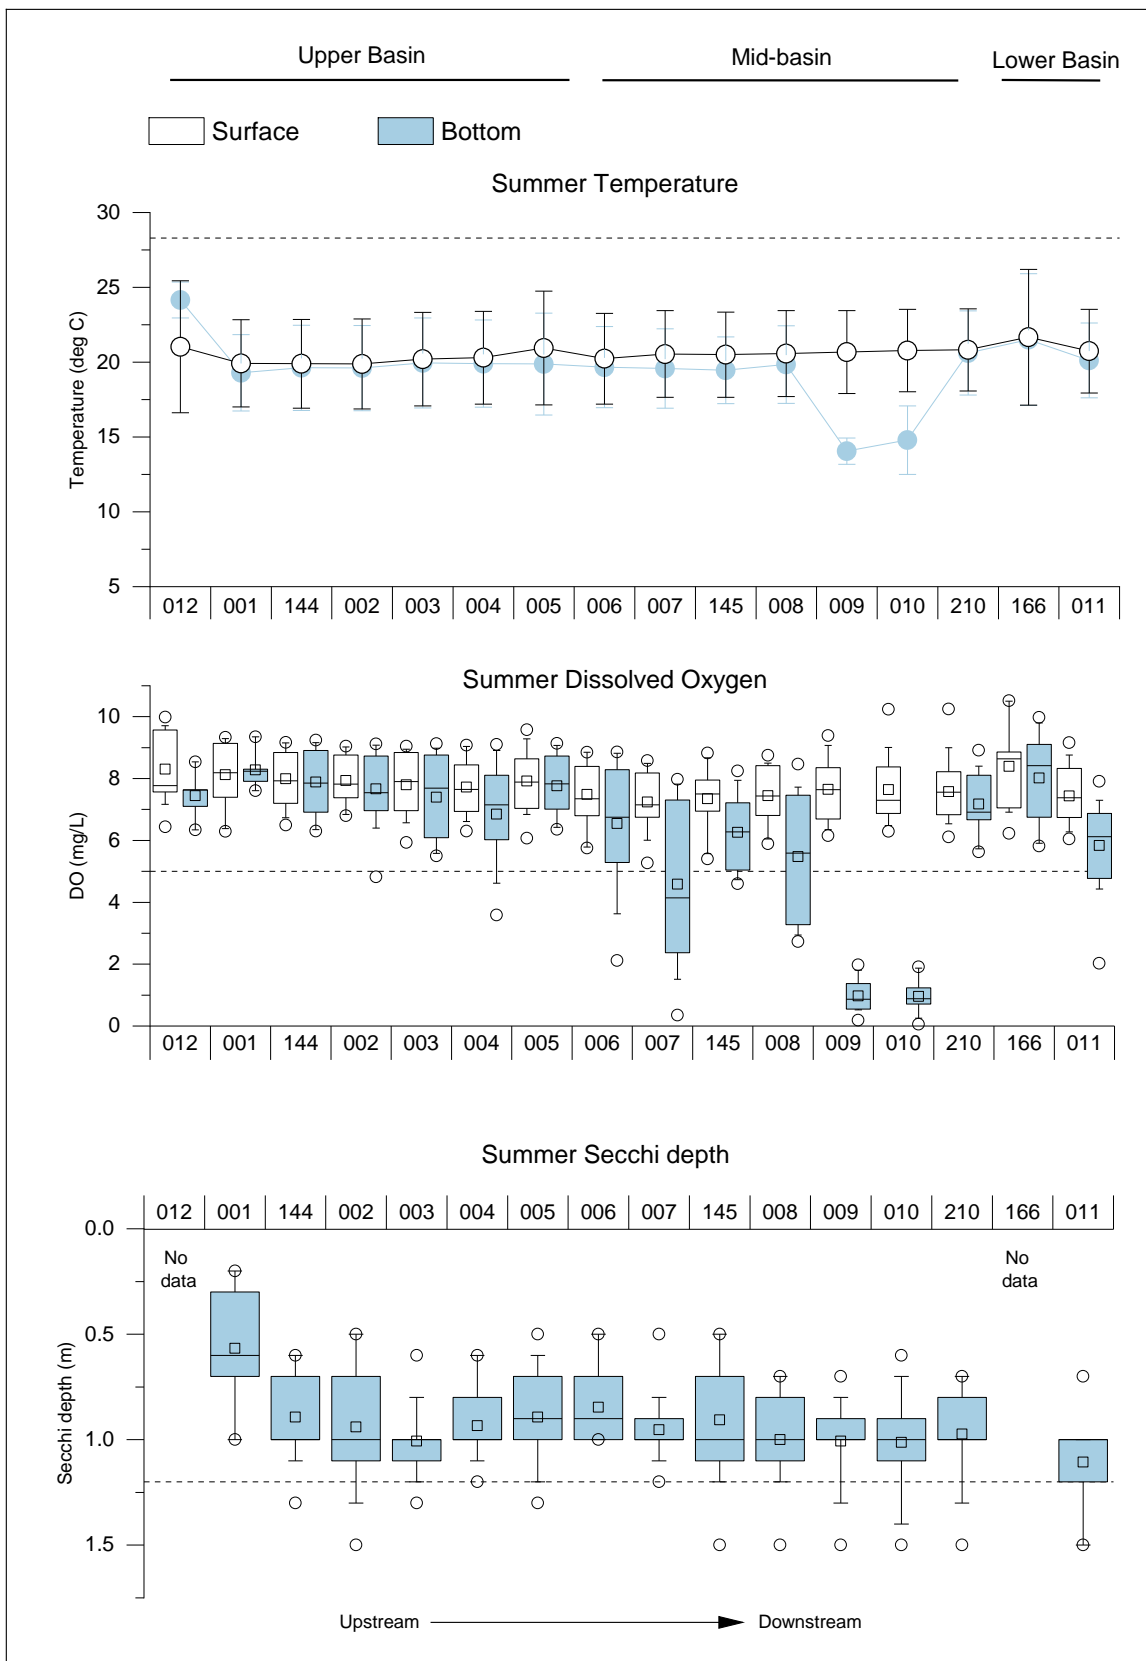 Upper Basin Mid-basin Lower Basin
Surface Bottom
Summer Temperature
Temperature (deg C)
30
25
20
15
10
5
012 001 144 002 003 004 005 006 007 145 008 009 010 210 166 011
Summer Dissolved Oxygen
DO (mg/L)
10
8
6
4
2
0
012 001 144 002 003 004 005 006 007 145 008 009 010 210 166 011
Summer Secchi depth
012 001 144 002 003 004 005 006 007 145 008 009 010 210 166 011
Secchi depth (m)
0.0
0.5
1.0
1.5
No
data
No
data
Upstream Downstream